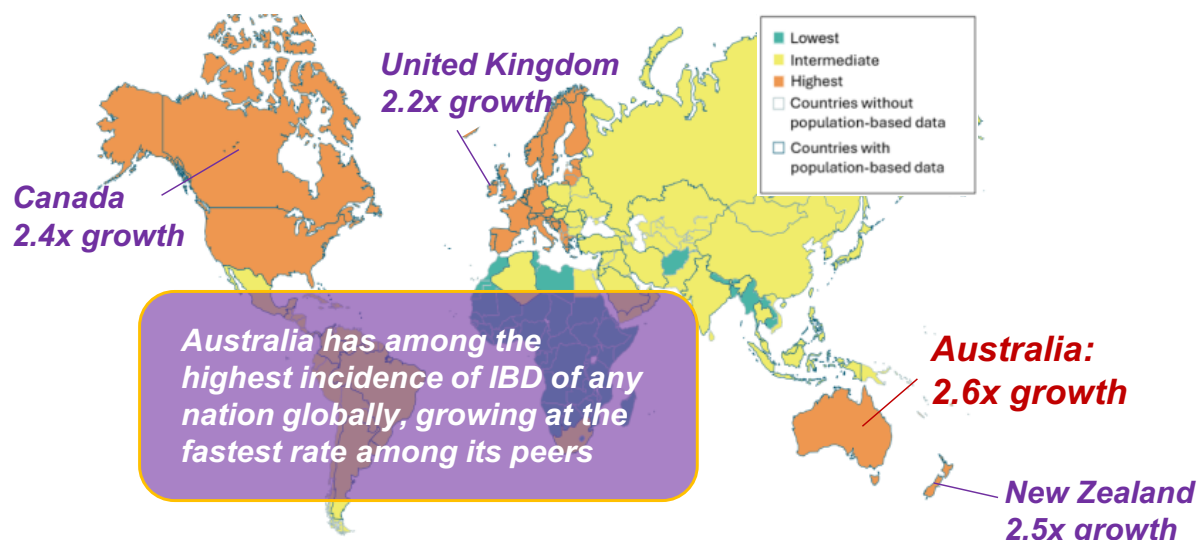 United Kingdom
2.2x growth
Lowest
Intermediate
Highest
Countries without
population-based data
Countries with
population-based data
Canada
2.4x growth
Australia has among the
highest incidence of IBD of any
nation globally, growing at the
fastest rate among its peers
Australia:
2.6x growth
New Zealand
2.5x growth